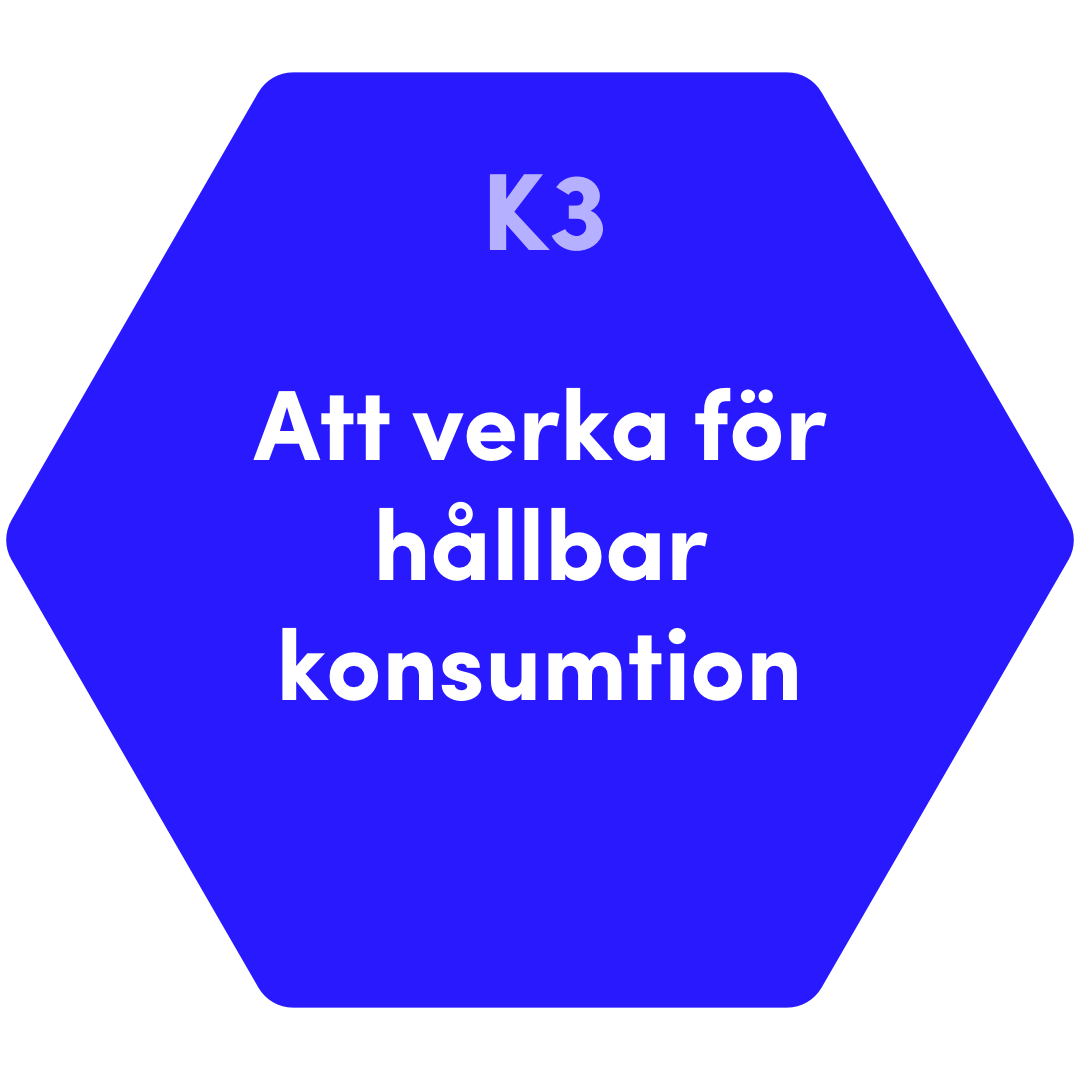 K3
Att verka för
hållbar
konsumtion